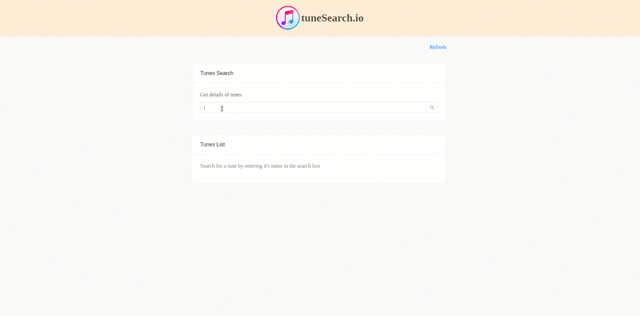 tuneSearch.io
Refresh
Tunes Search
Get details of tunes
Tunes List
Search for a tune by entering it's name in the search box